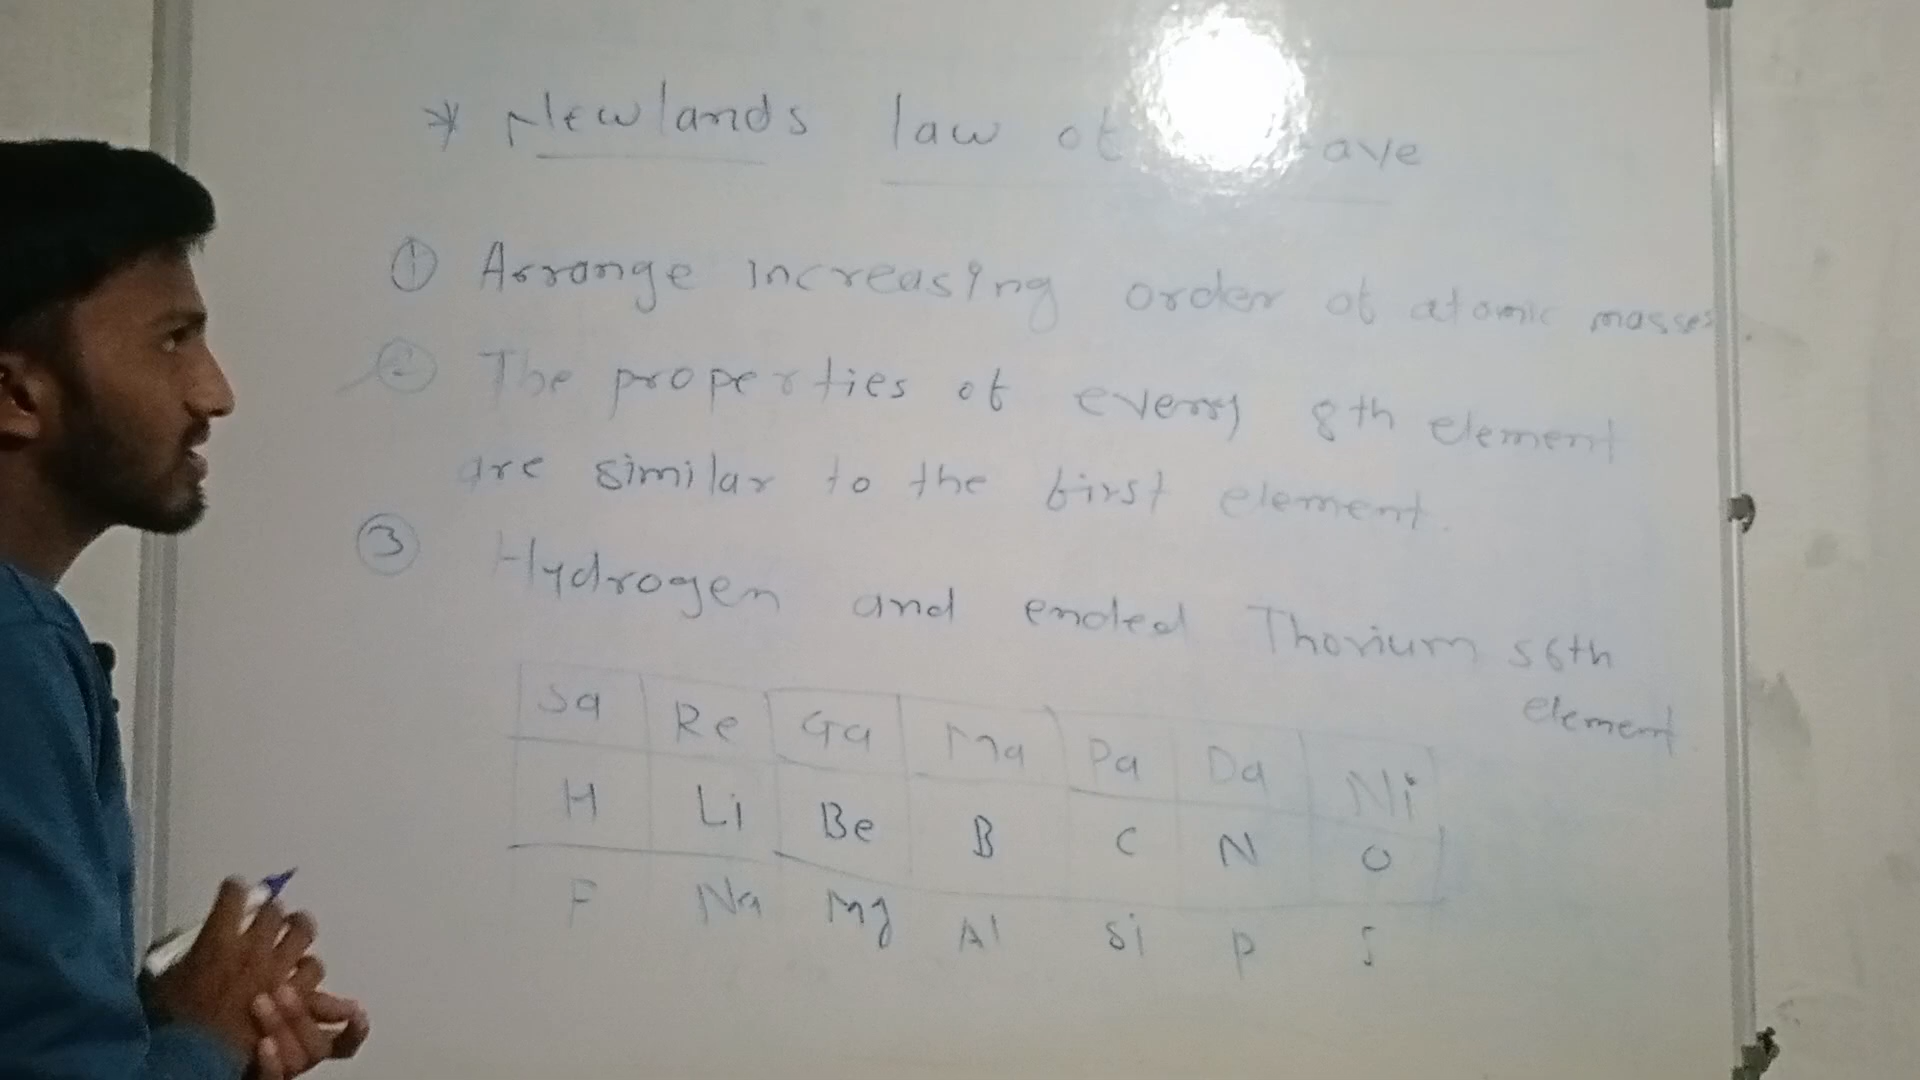 * Newlands law of
① Arrange increasing order of atomic masses.
② The properties of every 8th element
are similar to the first element.
③ Hydrogen and ended Thorium 56th
element
Sa Re Ga Ma Pa Da Ni
H Li Be B C N O
F Na Mg Al Si P S